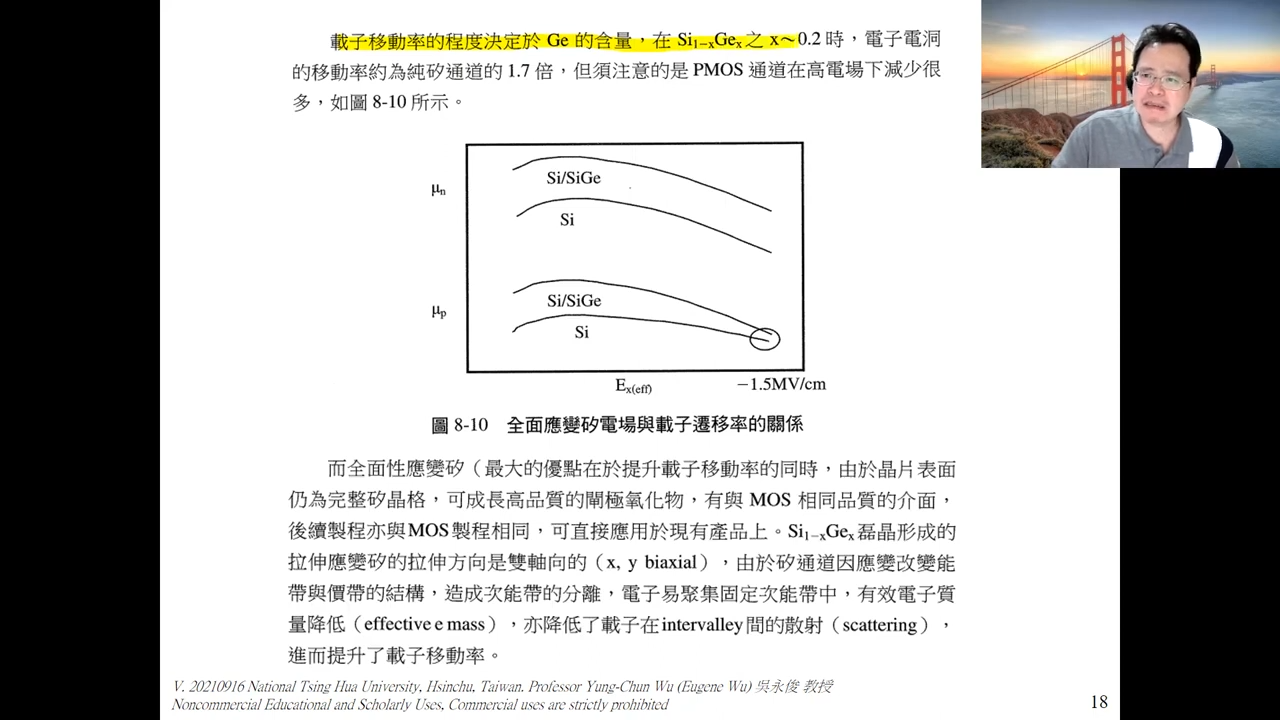 載子移動率的程度決定於 Ge 的含量，在 Si1−xGex 之 x～0.2 時，電子電洞
的移動率約為純矽通道的 1.7 倍，但須注意的是 PMOS 通道在高電場下減少很
多，如圖 8-10 所示。
μn
Si/SiGe
Si
μp
Si/SiGe
Si
Ex(eff)
−1.5MV/cm
圖 8-10 全面應變矽電場與載子遷移率的關係
而全面性應變矽（最大的優點在於提升載子移動率的同時，由於晶片表面
仍為完整矽晶格，可成長高品質的閘極氧化物，有與 MOS 相同品質的介面，
後續製程亦與MOS製程相同，可直接應用於現有產品上。Si1−xGex磊晶形成的
拉伸應變矽的拉伸方向是雙軸向的（x, y biaxial），由於矽通道因應變改變能
帶與價帶的結構，造成次能帶的分離，電子易聚集固定次能帶中，有效電子質
量降低（effective e mass），亦降低了載子在intervalley間的散射（scattering），
進而提升了載子移動率。
V. 20210916 National Tsing Hua University, Hsinchu, Taiwan. Professor Yung-Chun Wu (Eugene Wu) 吳永俊 教授
Noncommercial Educational and Scholarly Uses, Commercial uses are strictly prohibited
18